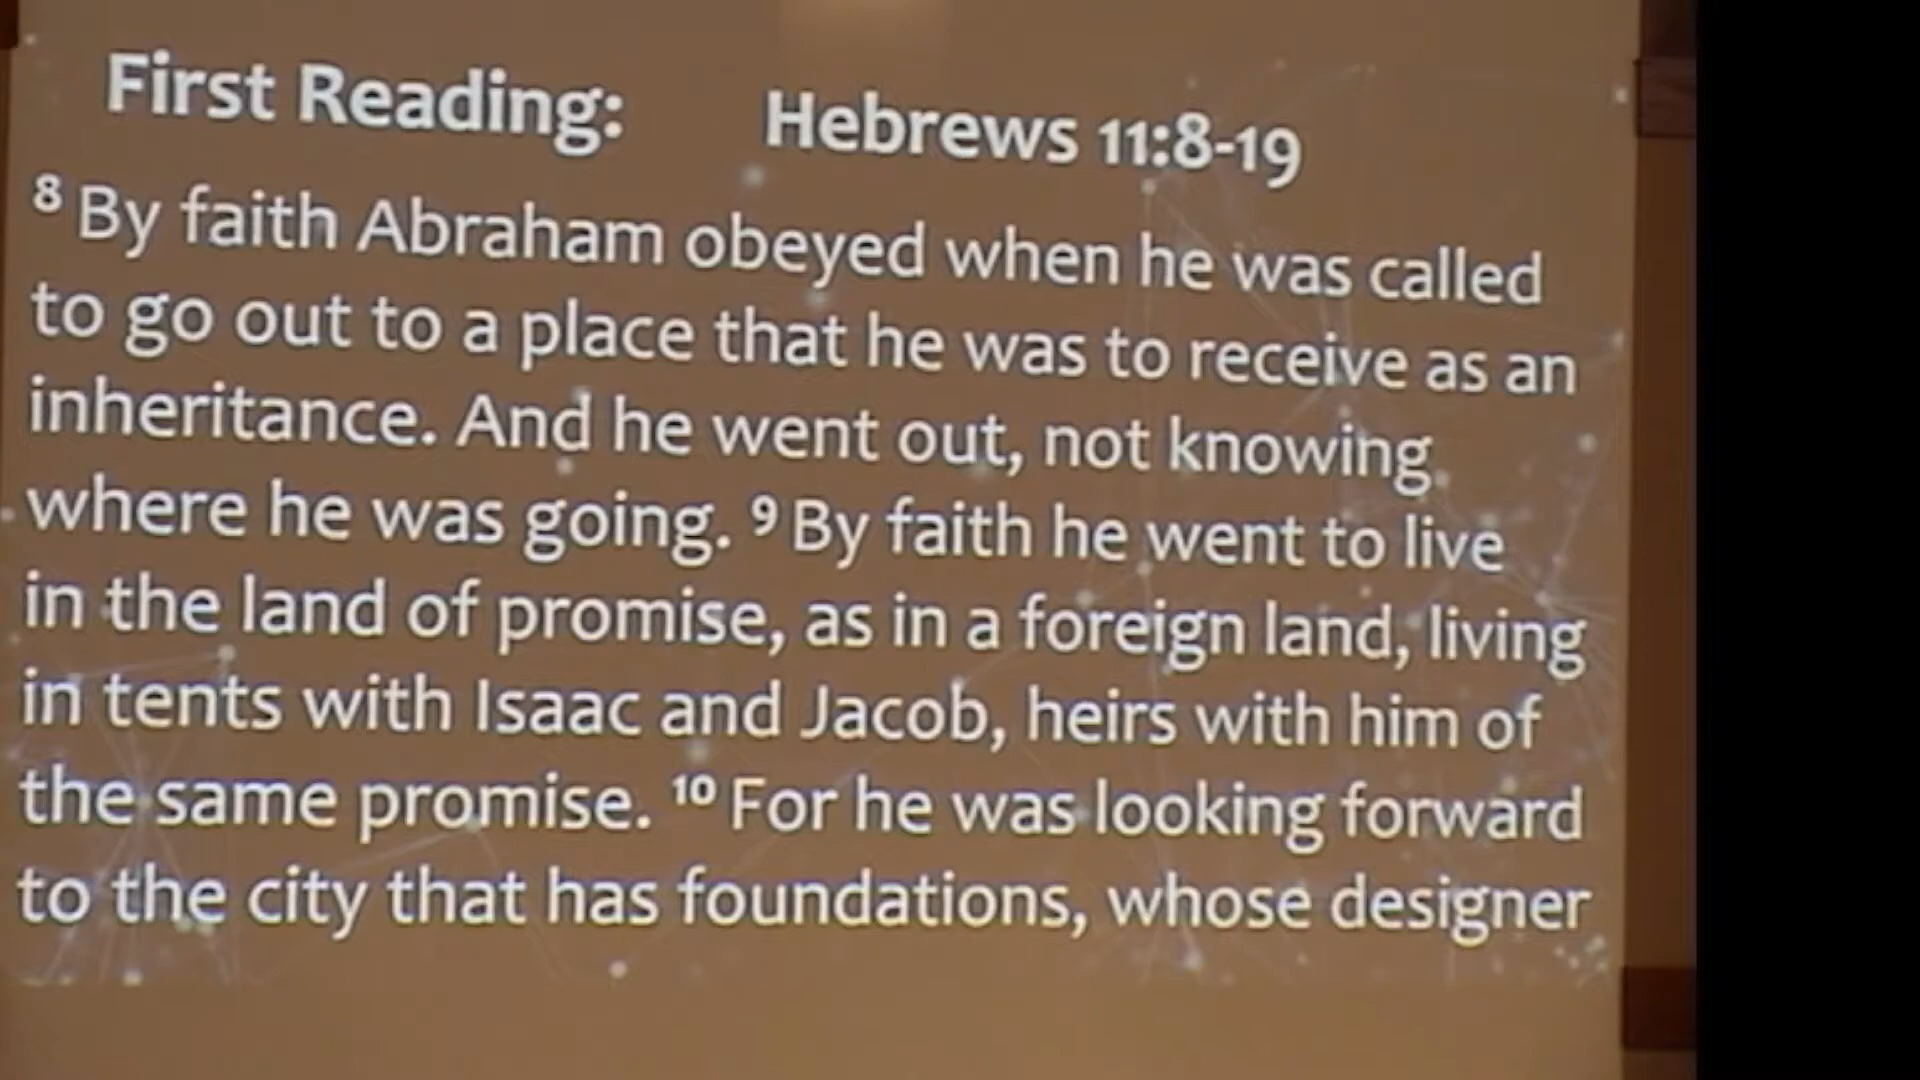 First Reading: Hebrews 11:8-19
8 By faith Abraham obeyed when he was called
to go out to a place that he was to receive as an
inheritance. And he went out, not knowing
where he was going. 9 By faith he went to live
in the land of promise, as in a foreign land, living
in tents with Isaac and Jacob, heirs with him of
the same promise. 10 For he was looking forward
to the city that has foundations, whose designer